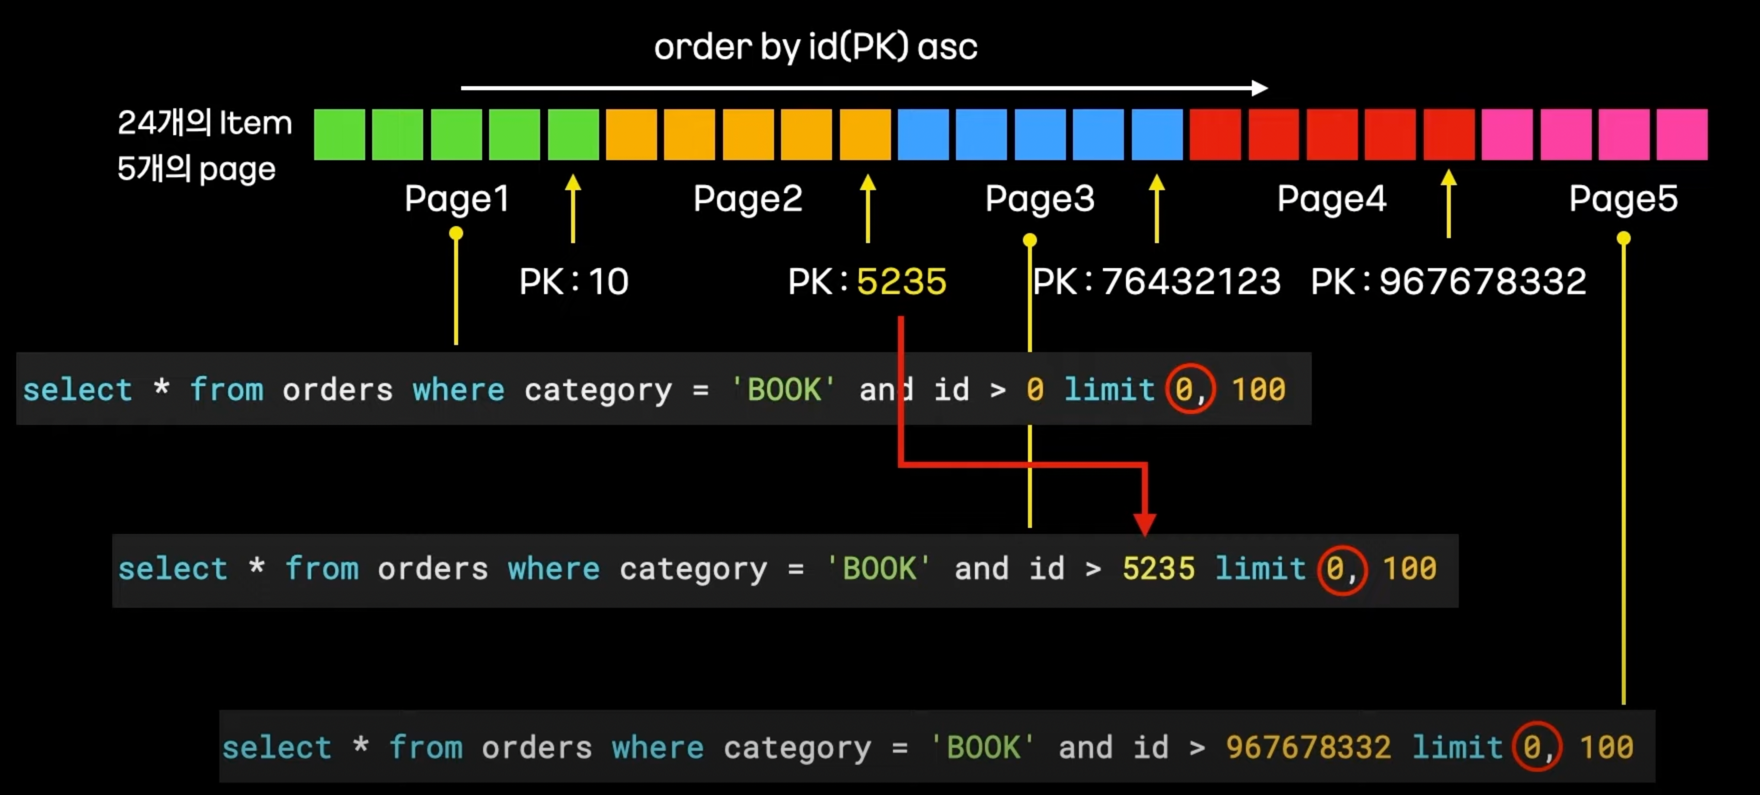 order by id(PK) asc
24개의 Item
5개의 page
Page1
Page2
Page3
Page4
Page5
PK:10
PK:5235
PK:76432123
PK:967678332
select * from orders where category = 'BOOK' and id > 0 limit 0, 100
select * from orders where category = 'BOOK' and id > 5235 limit 0, 100
select * from orders where category = 'BOOK' and id > 967678332 limit 0, 100